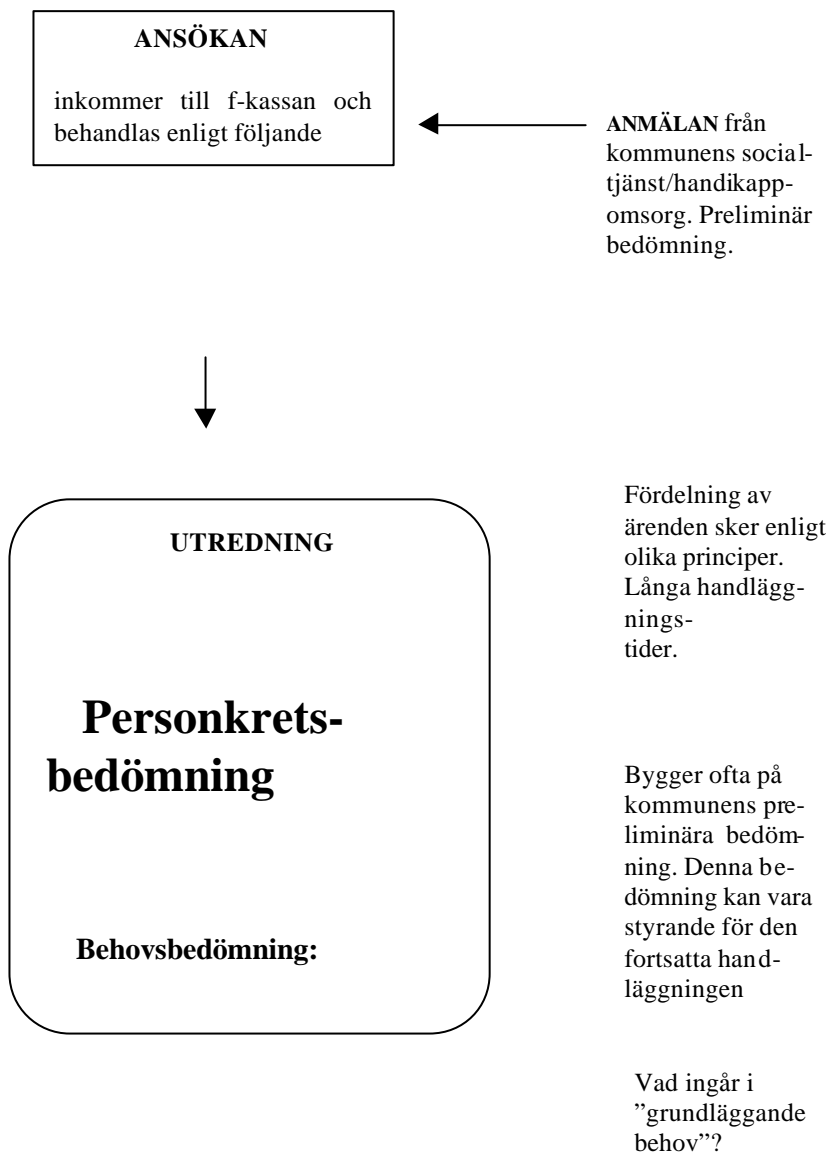 ANSÖKAN
inkommer till f-kassan och
behandlas enligt följande
ANMÄLAN från
kommunens social-
tjänst/handikapp-
omsorg. Preliminär
bedömning.
UTREDNING
Fördelning av
ärenden sker enligt
olika principer.
Långa handlägg-
nings-
tider.
Personkrets-
bedömning
Bygger ofta på
kommunens pre-
liminära bedöm-
ning. Denna be-
dömning kan vara
styrande för den
fortsatta hand-
läggningen
Behovsbedömning:
Vad ingår i
”grundläggande
behov”?